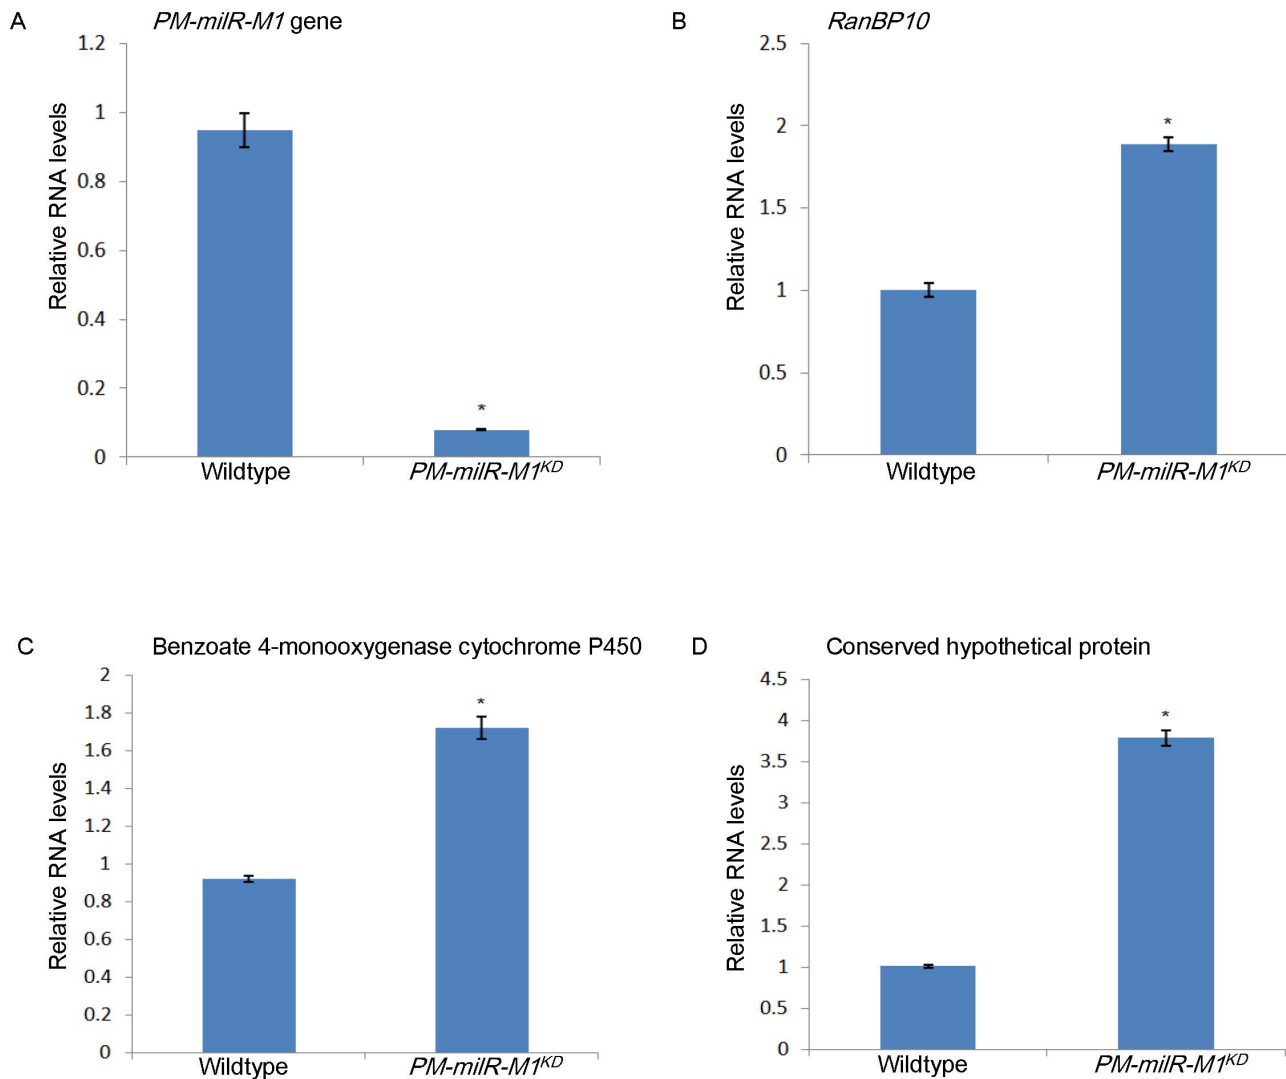 A
PM-milR-M1 gene
1.2
1
0.8
0.6
0.4
0.2
0
Relative RNA levels
*
Wildtype
PM-milR-M1KD
B
RanBP10
2.5
2
1.5
1
0.5
0
Relative RNA levels
*
Wildtype
PM-milR-M1KD
C
Benzoate 4-monooxygenase cytochrome P450
2
1.8
1.6
1.4
1.2
1
0.8
0.6
0.4
0.2
0
Relative RNA levels
*
Wildtype
PM-milR-M1KD
D
Conserved hypothetical protein
4.5
4
3.5
3
2.5
2
1.5
1
0.5
0
Relative RNA levels
*
Wildtype
PM-milR-M1KD